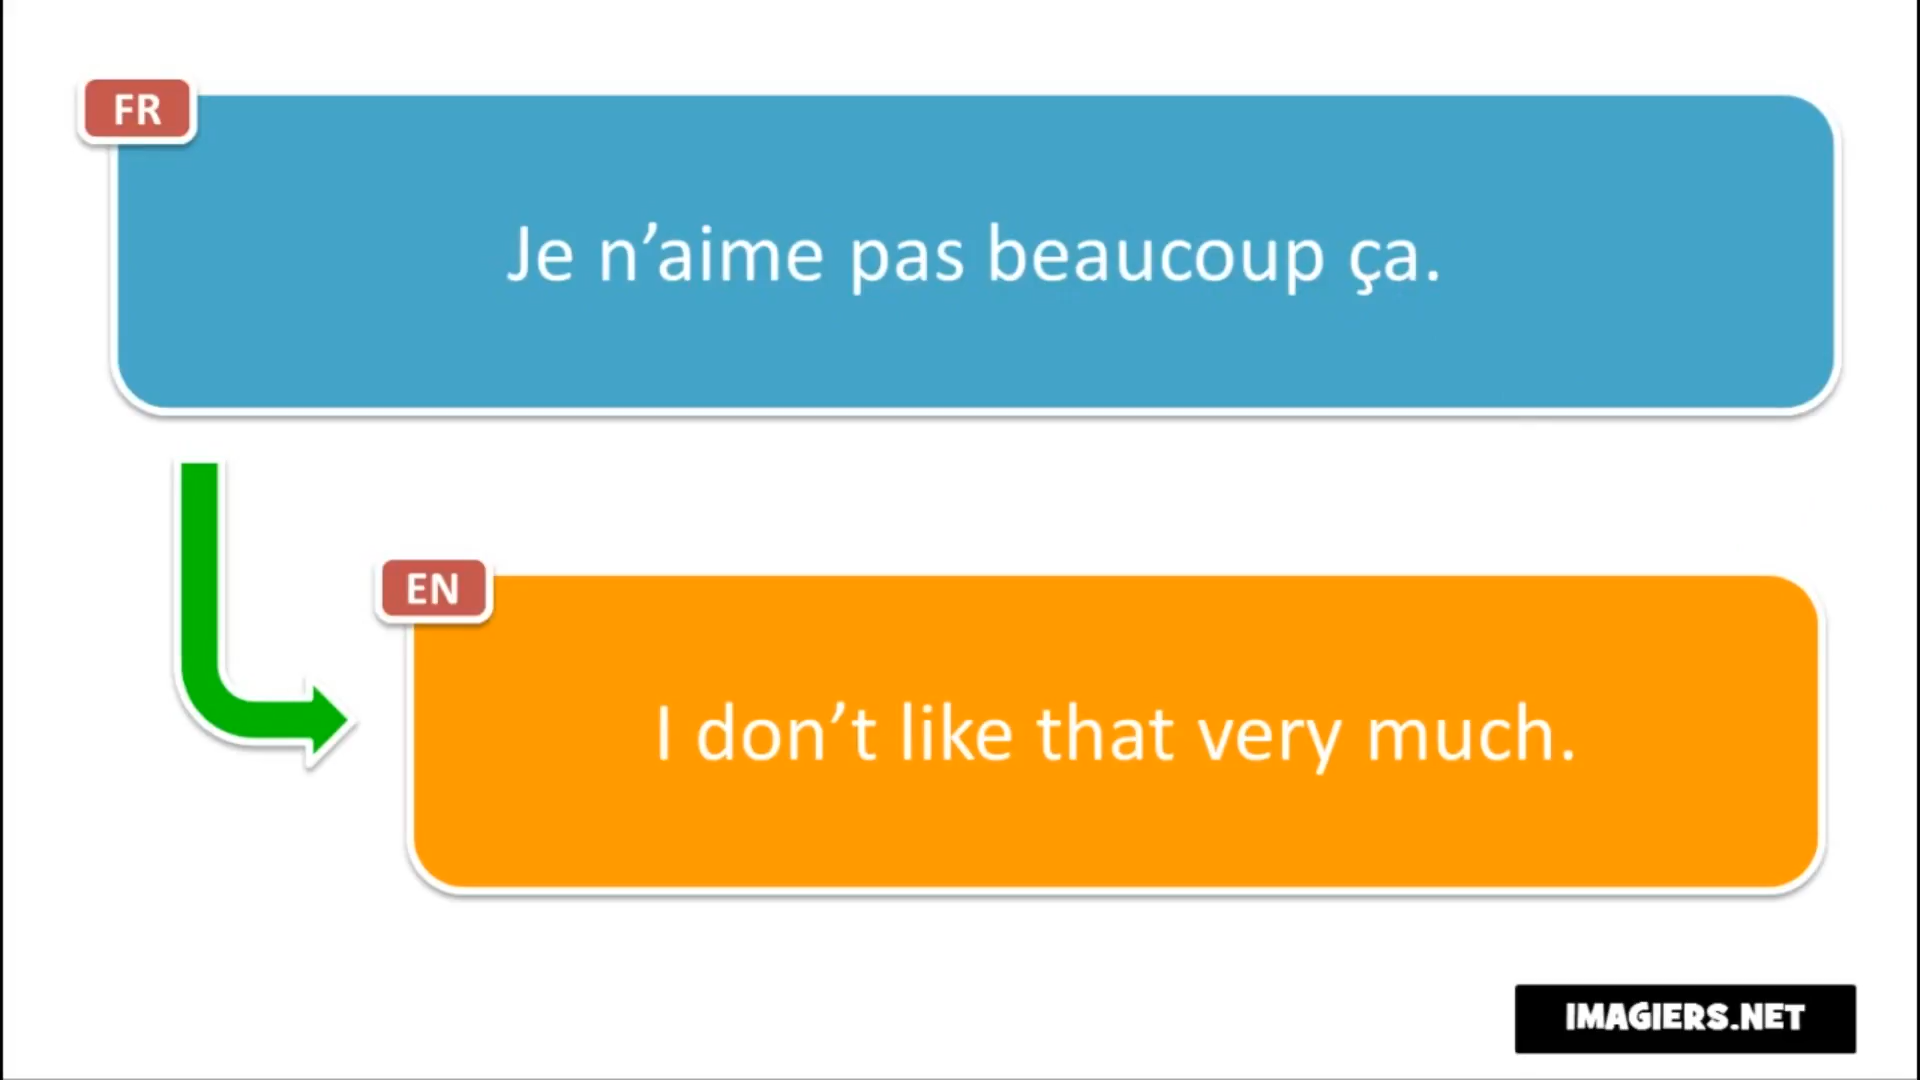 FR
Je n’aime pas beaucoup ça.
EN
I don’t like that very much.
IMAGIERS.NET